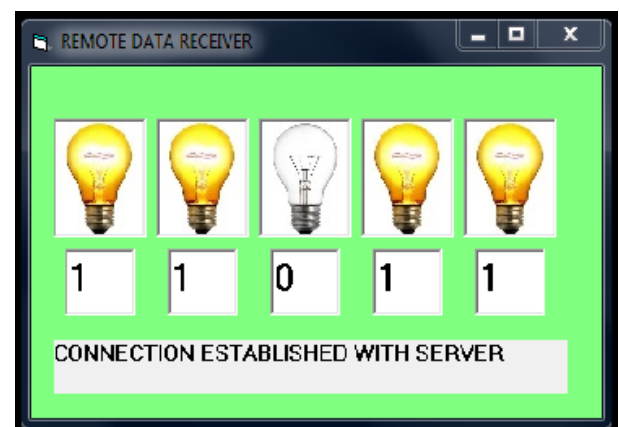 REMOTE DATA RECEIVER
1 1 0 1 1
CONNECTION ESTABLISHED WITH SERVER